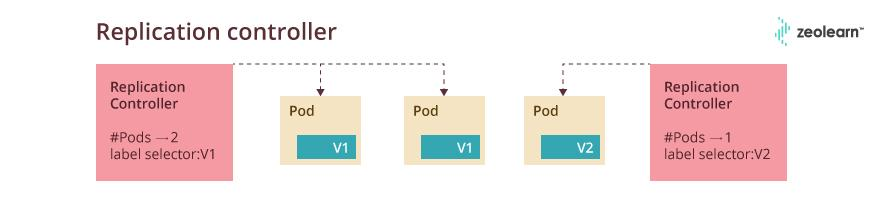 Replication controller
zeolearn™
Replication
Controller
#Pods →2
label selector:V1
Pod
V1
Pod
V1
Pod
V2
Replication
Controller
#Pods →1
label selector:V2